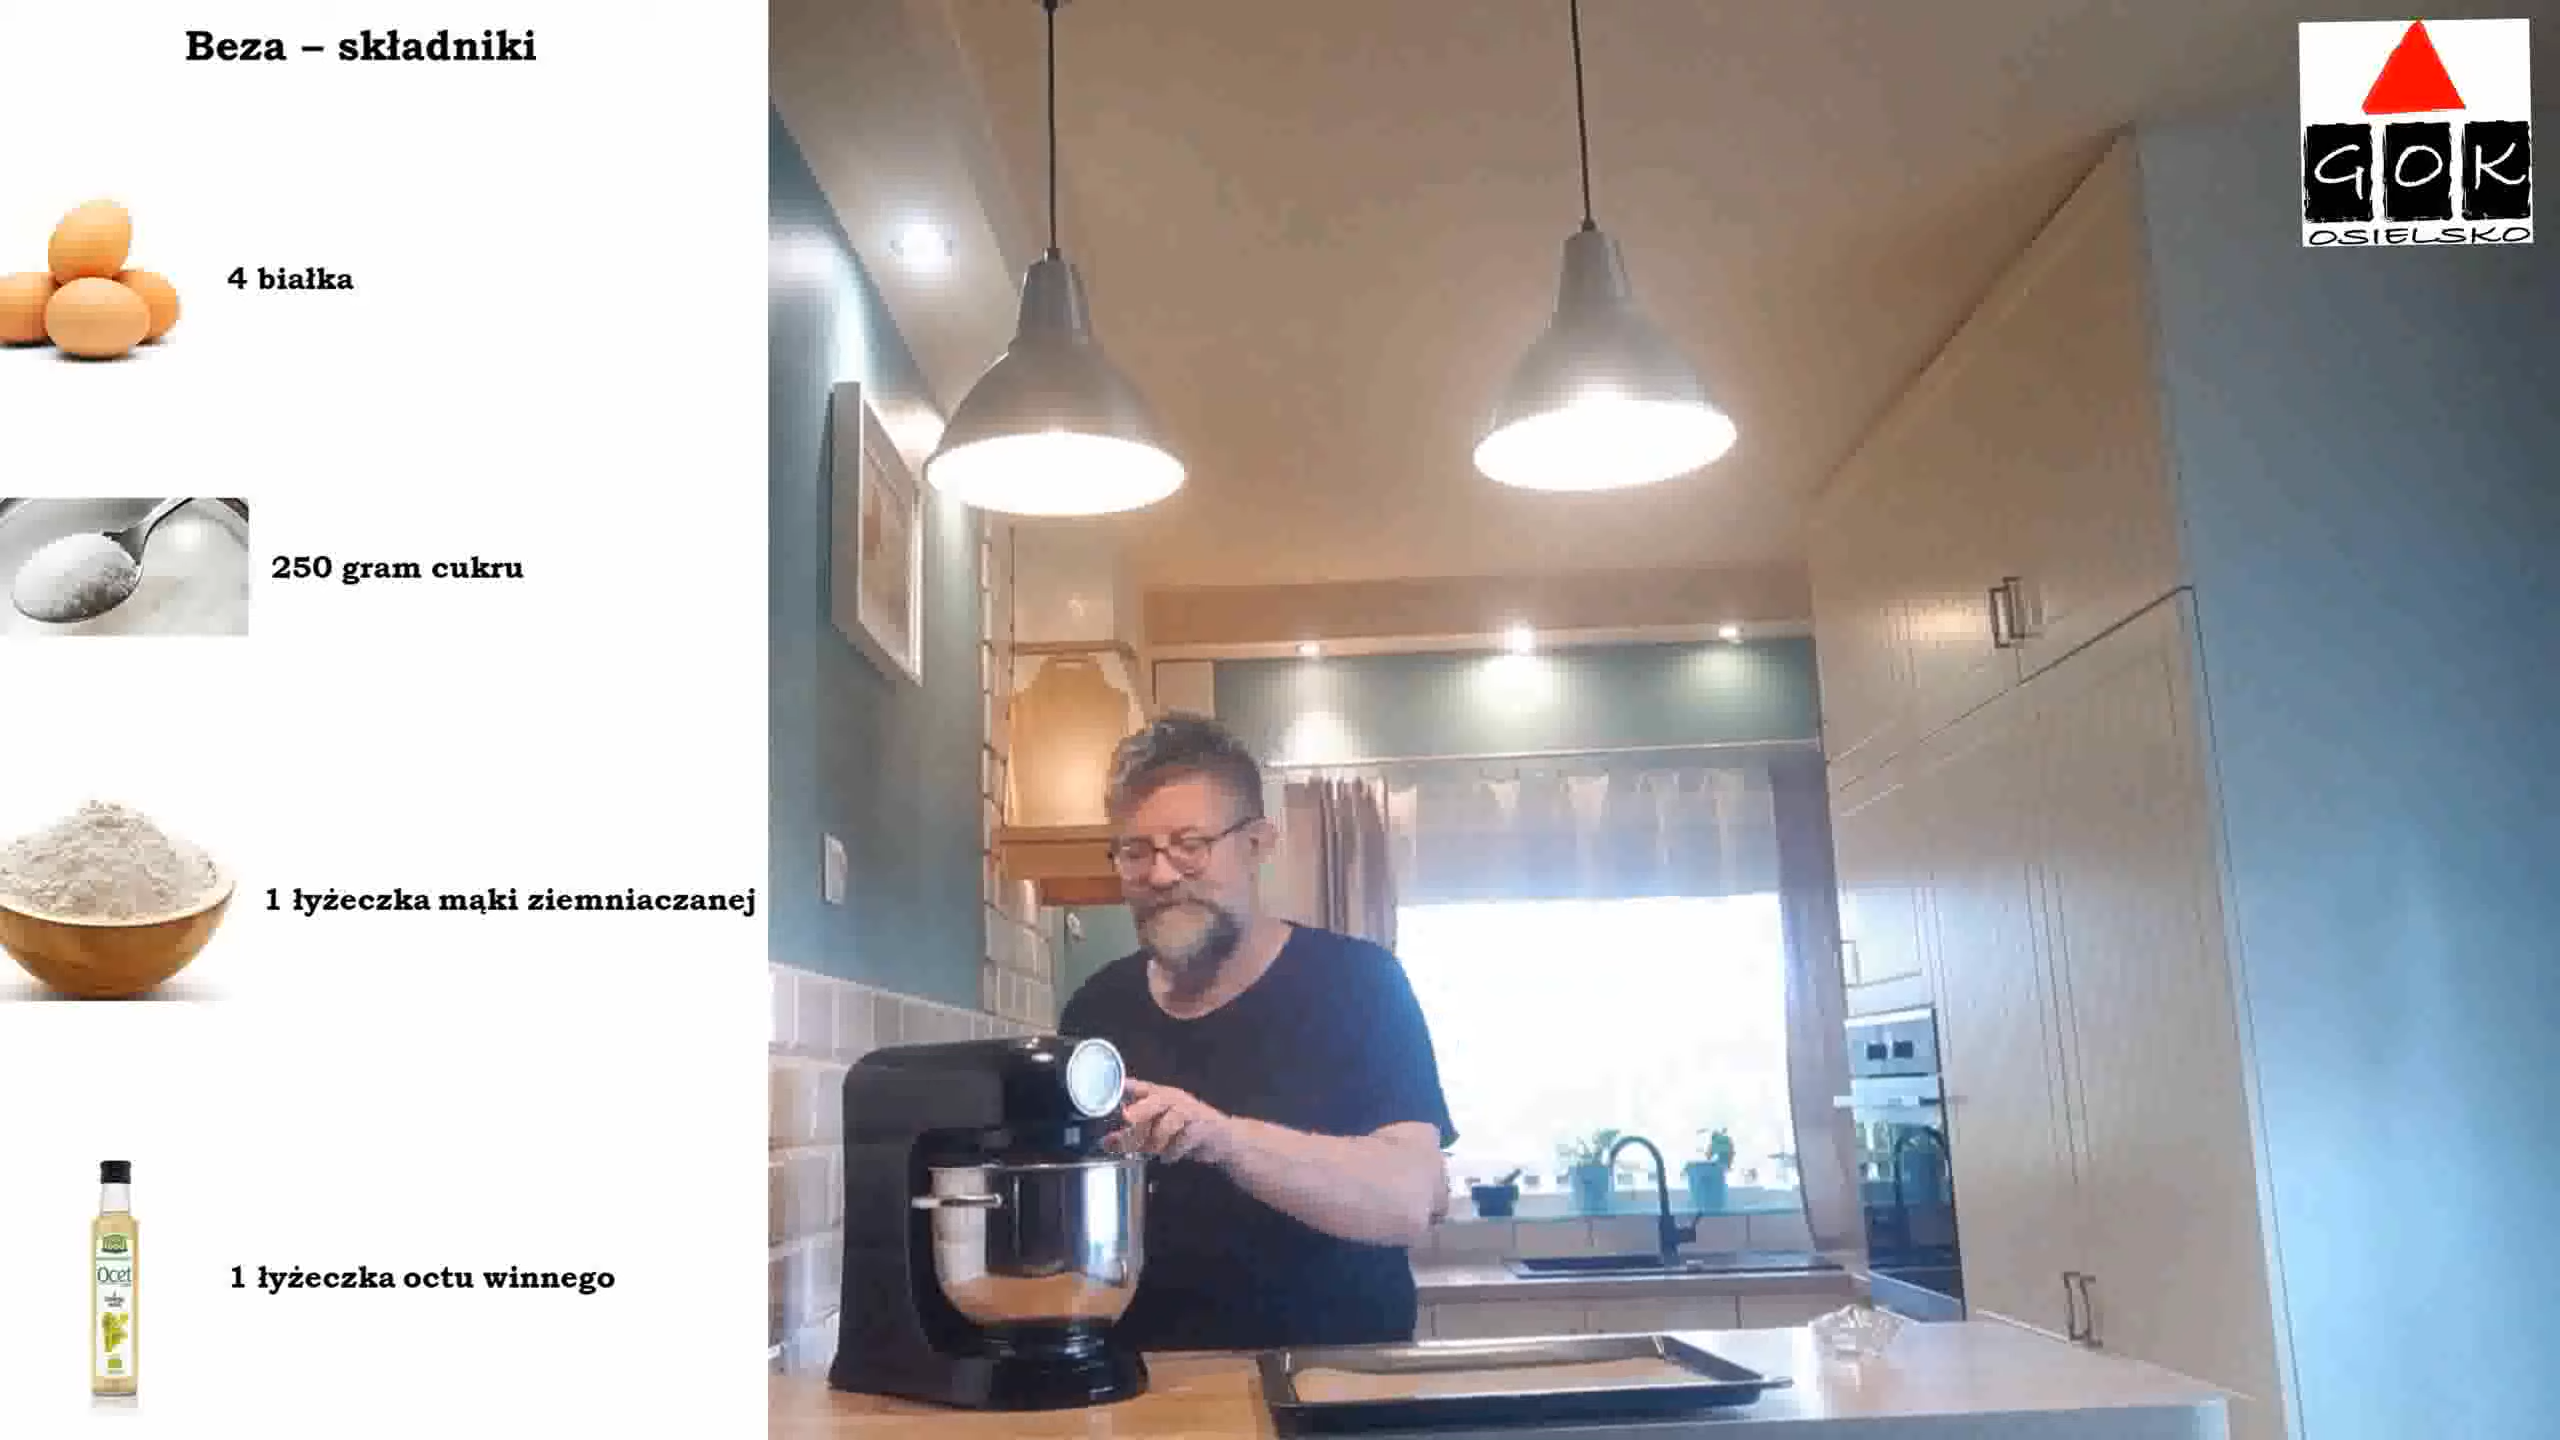 Beza – składniki
4 białka
250 gram cukru
1 łyżeczka mąki ziemniaczanej
Ocet
1 łyżeczka octu winnego
GOK
OSIELSKO